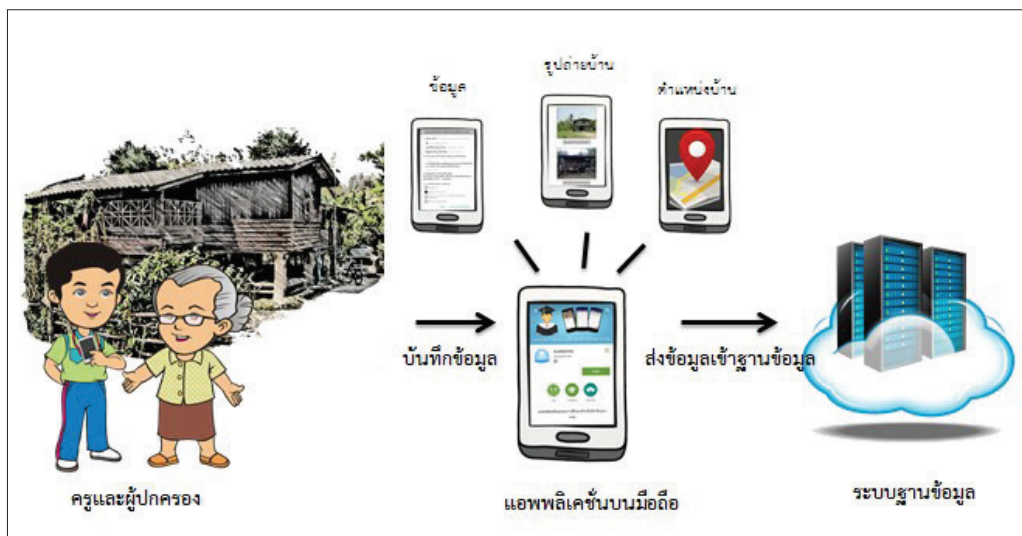 รูปถ่ายบ้าน
ข้อมูล
ตำแหน่งบ้าน
บันทึกข้อมูล
ส่งข้อมูลเข้าฐานข้อมูล
ครูและผู้ปกครอง
แอพพลิเคชั่นบนมือถือ
ระบบฐานข้อมูล